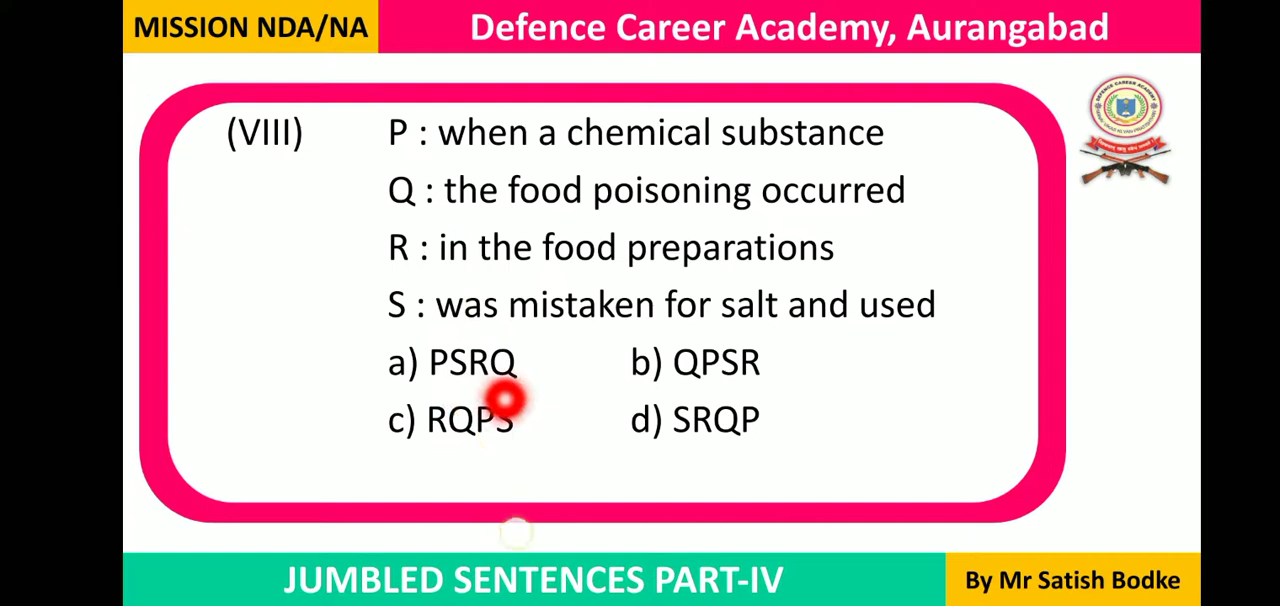 MISSION NDA/NA
Defence Career Academy, Aurangabad
(VIII) P : when a chemical substance
Q : the food poisoning occurred
R : in the food preparations
S : was mistaken for salt and used
a) PSRQ b) QPSR
c) RQPS d) SRQP
JUMBLED SENTENCES PART-IV
By Mr Satish Bodke